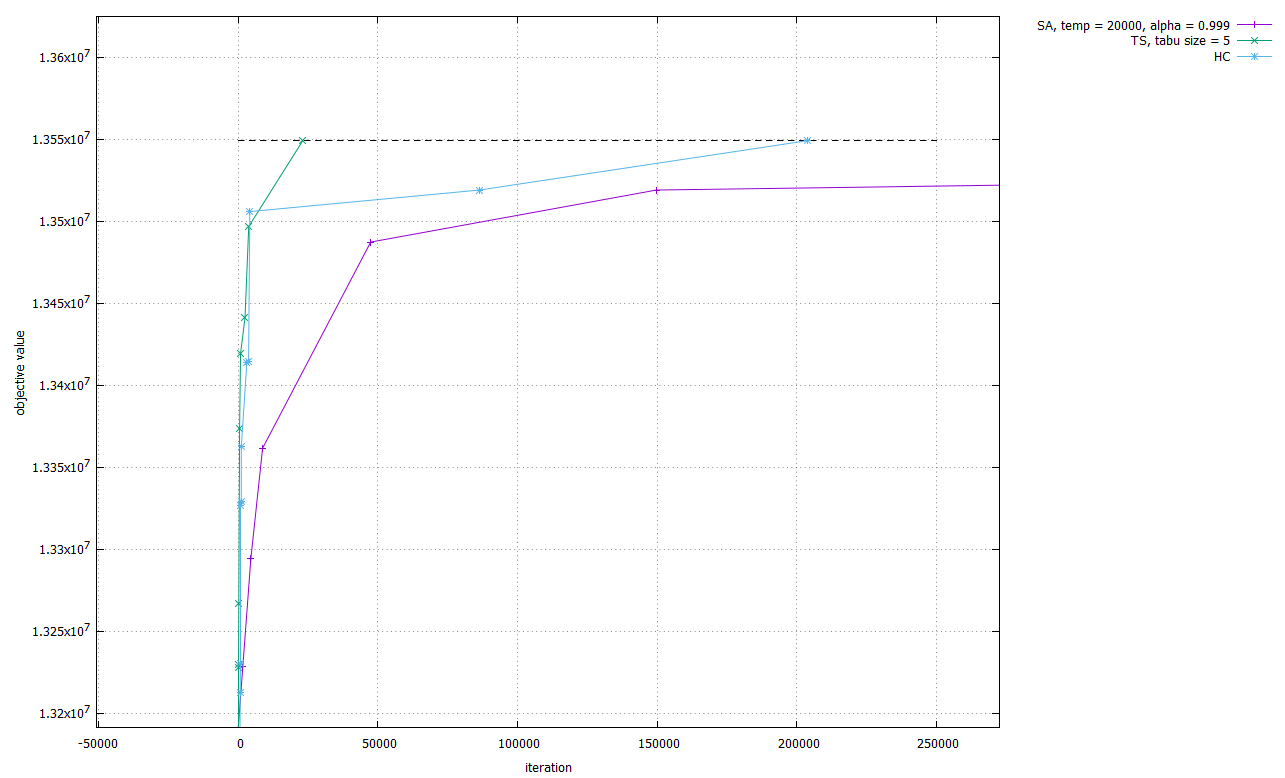 SA, temp = 20000, alpha = 0.999
TS, tabu size = 5
HC
1.36x10^7
1.355x10^7
1.35x10^7
1.345x10^7
1.34x10^7
1.335x10^7
1.33x10^7
1.325x10^7
1.32x10^7
objective value
-50000 0 50000 100000 150000 200000 250000
iteration